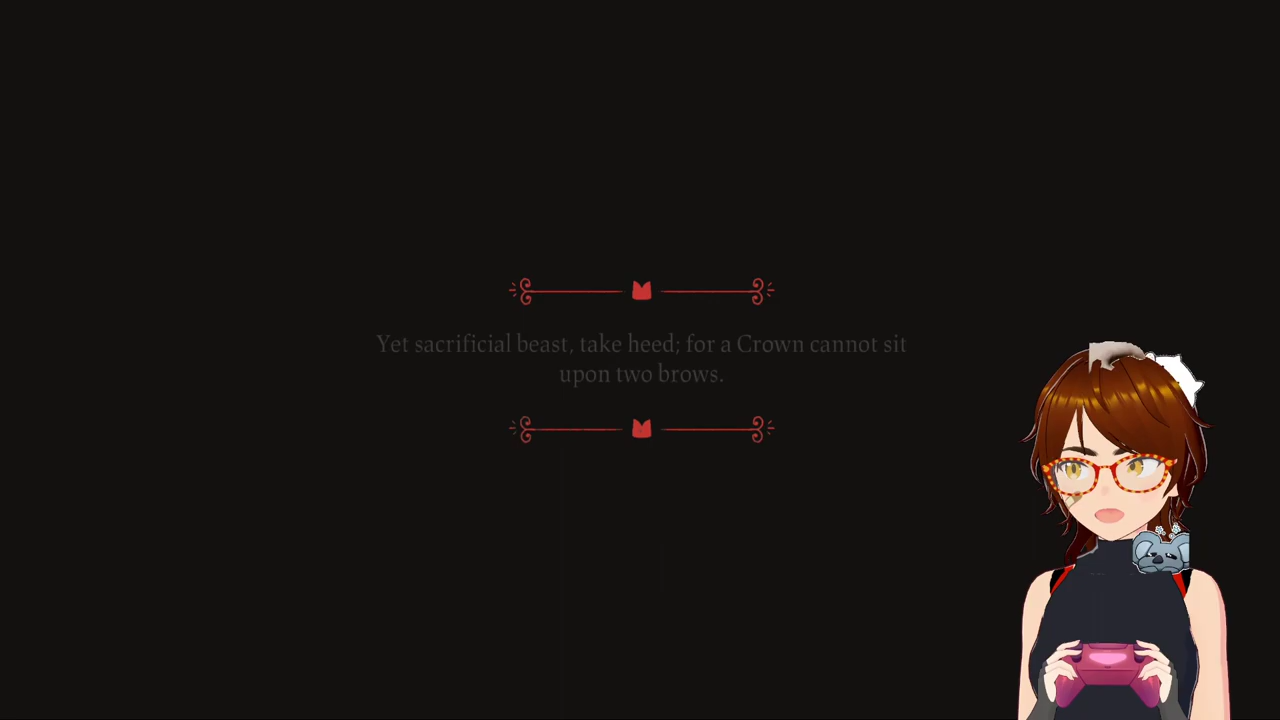 Yet sacrificial beast, take heed; for a Crown cannot sit
upon two brows.